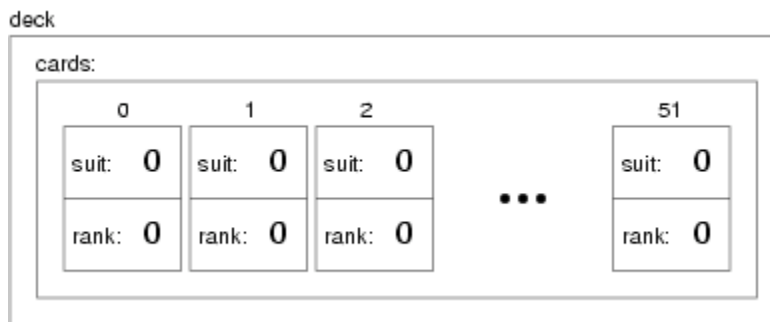 deck
cards:
0 1 2 51
suit: 0 suit: 0 suit: 0 suit: 0
rank: 0 rank: 0 rank: 0 rank: 0